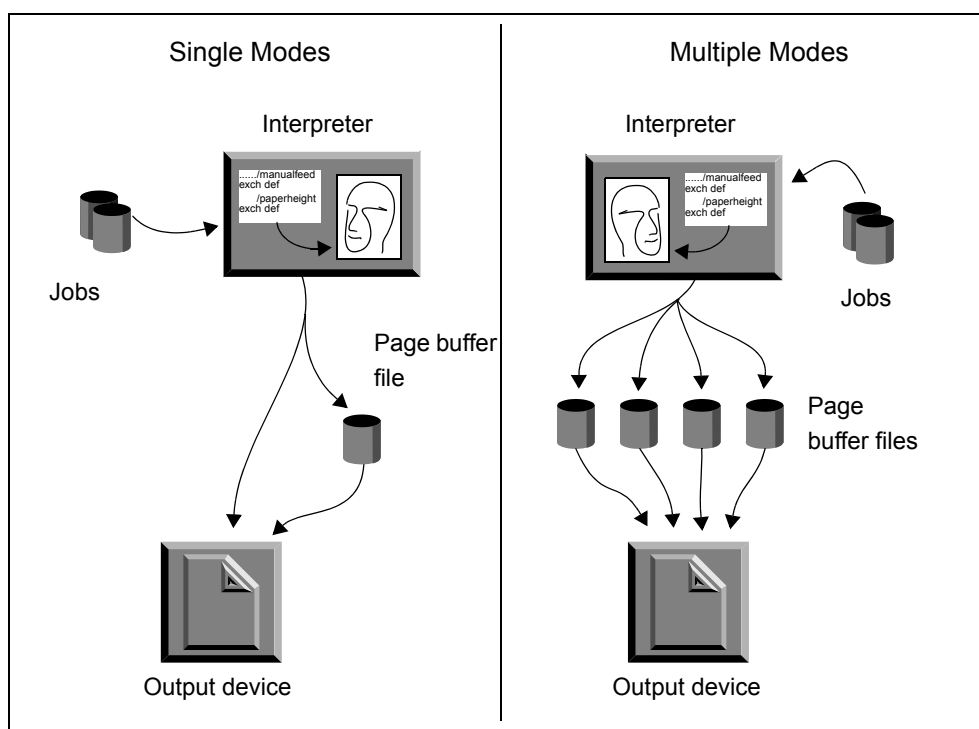 Single Modes
Interpreter
....../manualfeed
exch def
/paperheight
exch def
Jobs
Page buffer
file
Output device
Multiple Modes
Interpreter
....../manualfeed
exch def
/paperheight
exch def
Jobs
Page
buffer files
Output device